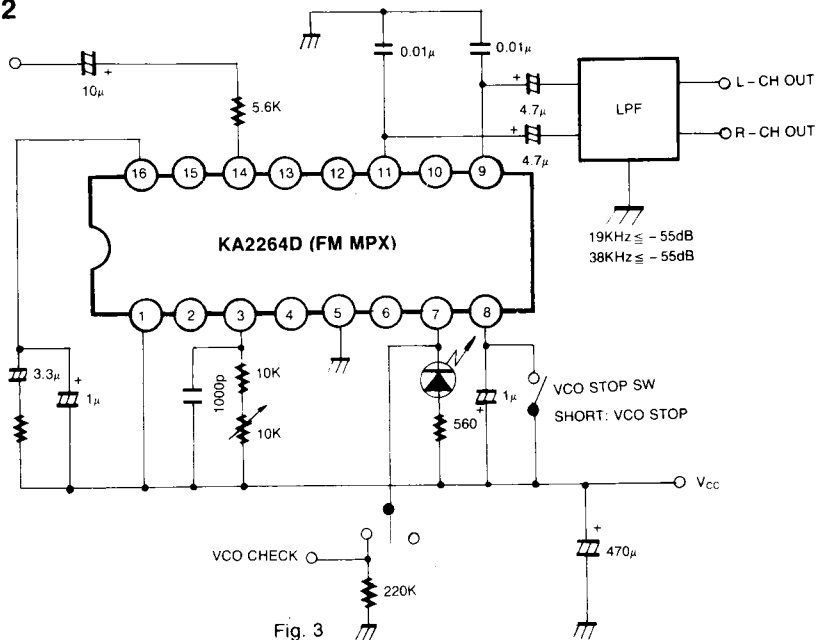 2
0.01μ
0.01μ
10μ
5.6K
4.7μ
4.7μ
LPF
L-CH OUT
R-CH OUT
16 15 14 13 12 11 10 9
19KHz ≦ -55dB
38KHz ≦ -55dB
KA2264D (FM MPX)
1 2 3 4 5 6 7 8
3.3μ
1μ
1000p
10K
10K
560
1μ
VCO STOP SW
SHORT: VCO STOP
VCC
VCO CHECK
220K
470μ
Fig. 3